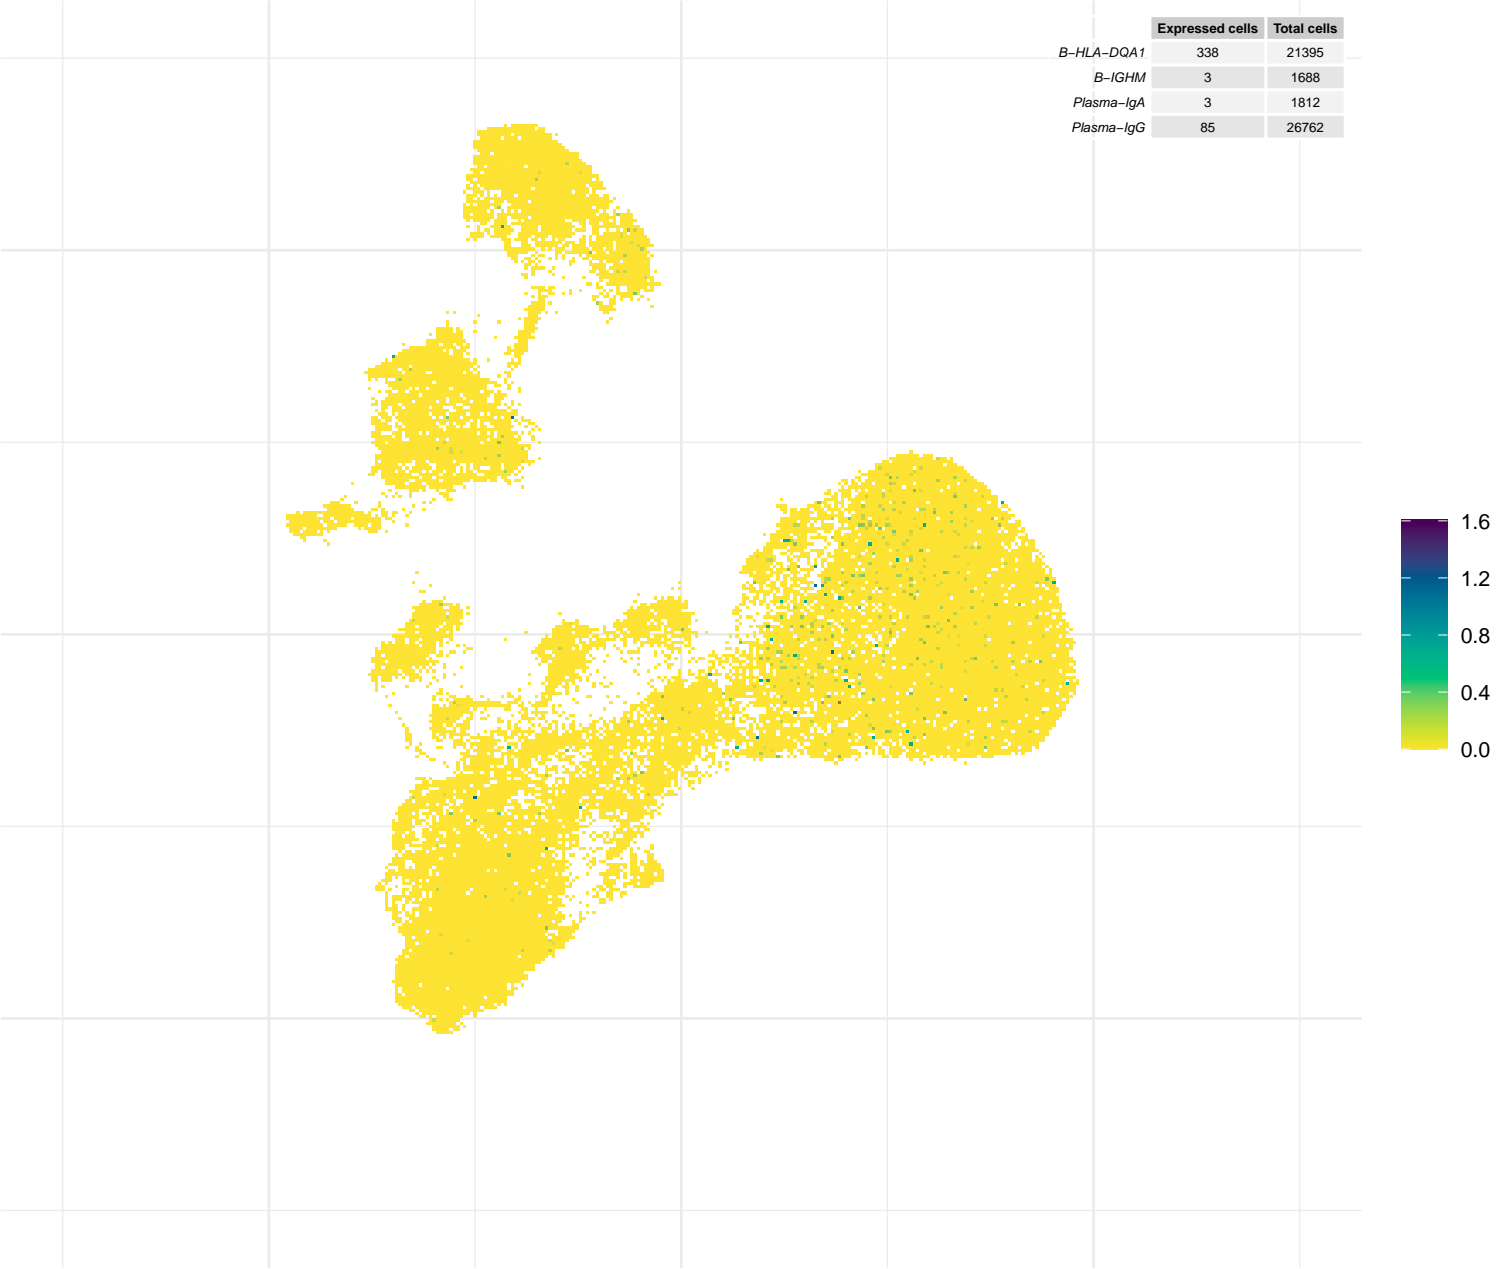 Expressed cells Total cells
B−HLA−DQA1 338 21395
B−IGHM 3 1688
Plasma−IgA 3 1812
Plasma−IgG 85 26762
1.6
1.2
0.8
0.4
0.0